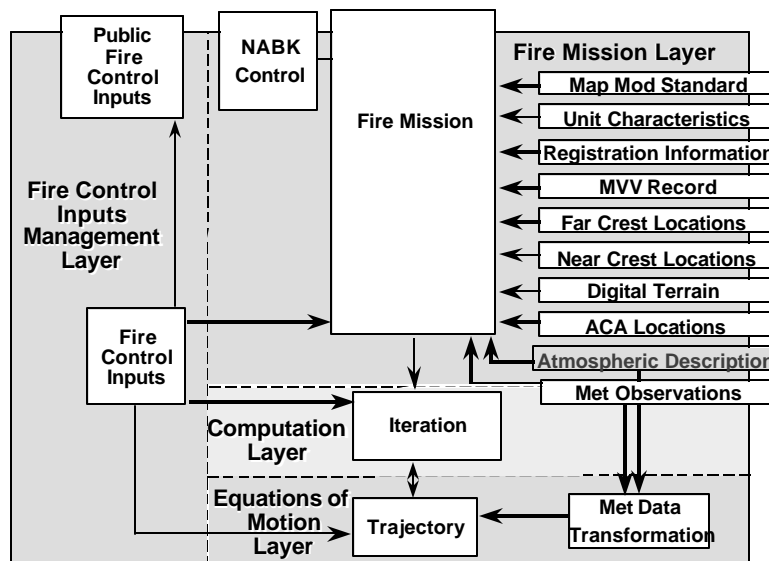 Public
Fire
Control
Inputs
NABK
Control
Fire Mission
Fire Mission Layer
Map Mod Standard
Unit Characteristics
Registration Information
MVV Record
Far Crest Locations
Near Crest Locations
Digital Terrain
ACA Locations
Atmospheric Description
Met Observations
Fire Control
Inputs
Management
Layer
Fire
Control
Inputs
Computation
Layer
Iteration
Equations of
Motion
Layer
Trajectory
Met Data
Transformation